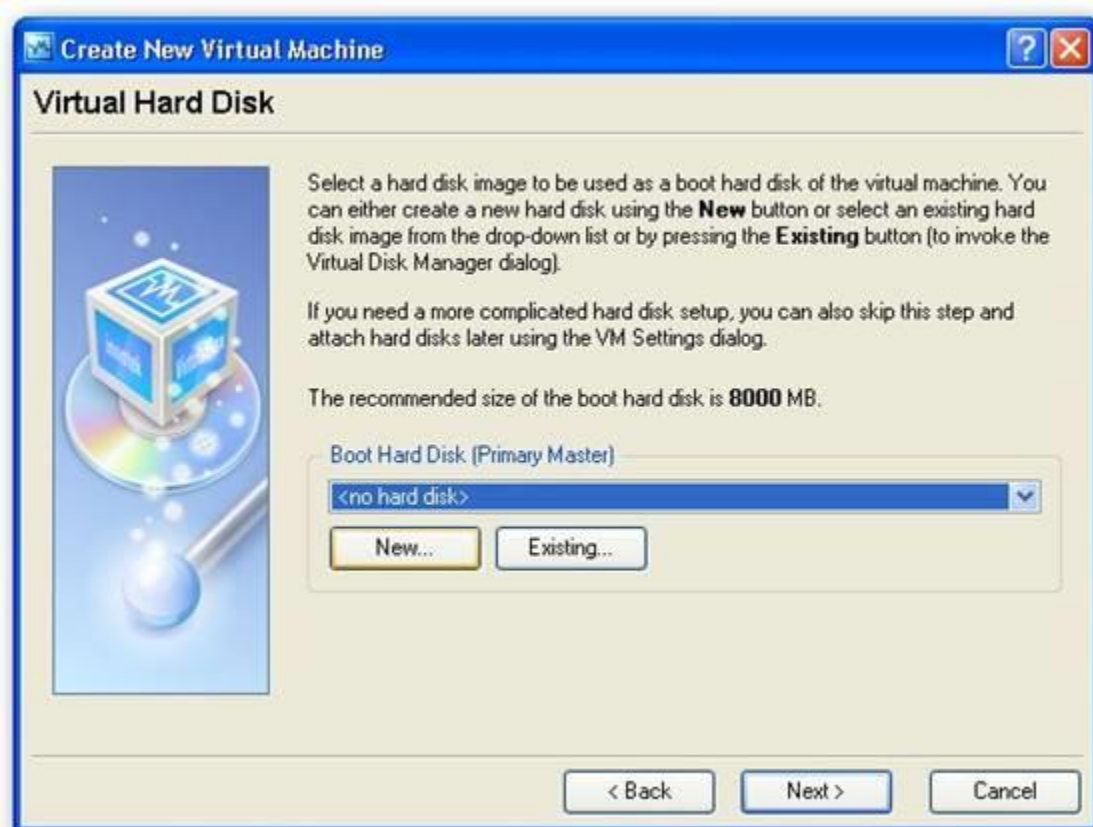 Create New Virtual Machine
Virtual Hard Disk
Select a hard disk image to be used as a boot hard disk of the virtual machine. You
can either create a new hard disk using the New button or select an existing hard
disk image from the drop-down list or by pressing the Existing button (to invoke the
Virtual Disk Manager dialog).
If you need a more complicated hard disk setup, you can also skip this step and
attach hard disks later using the VM Settings dialog.
The recommended size of the boot hard disk is 8000 MB.
Boot Hard Disk (Primary Master)
<no hard disk>
New...
Existing...
< Back
Next >
Cancel